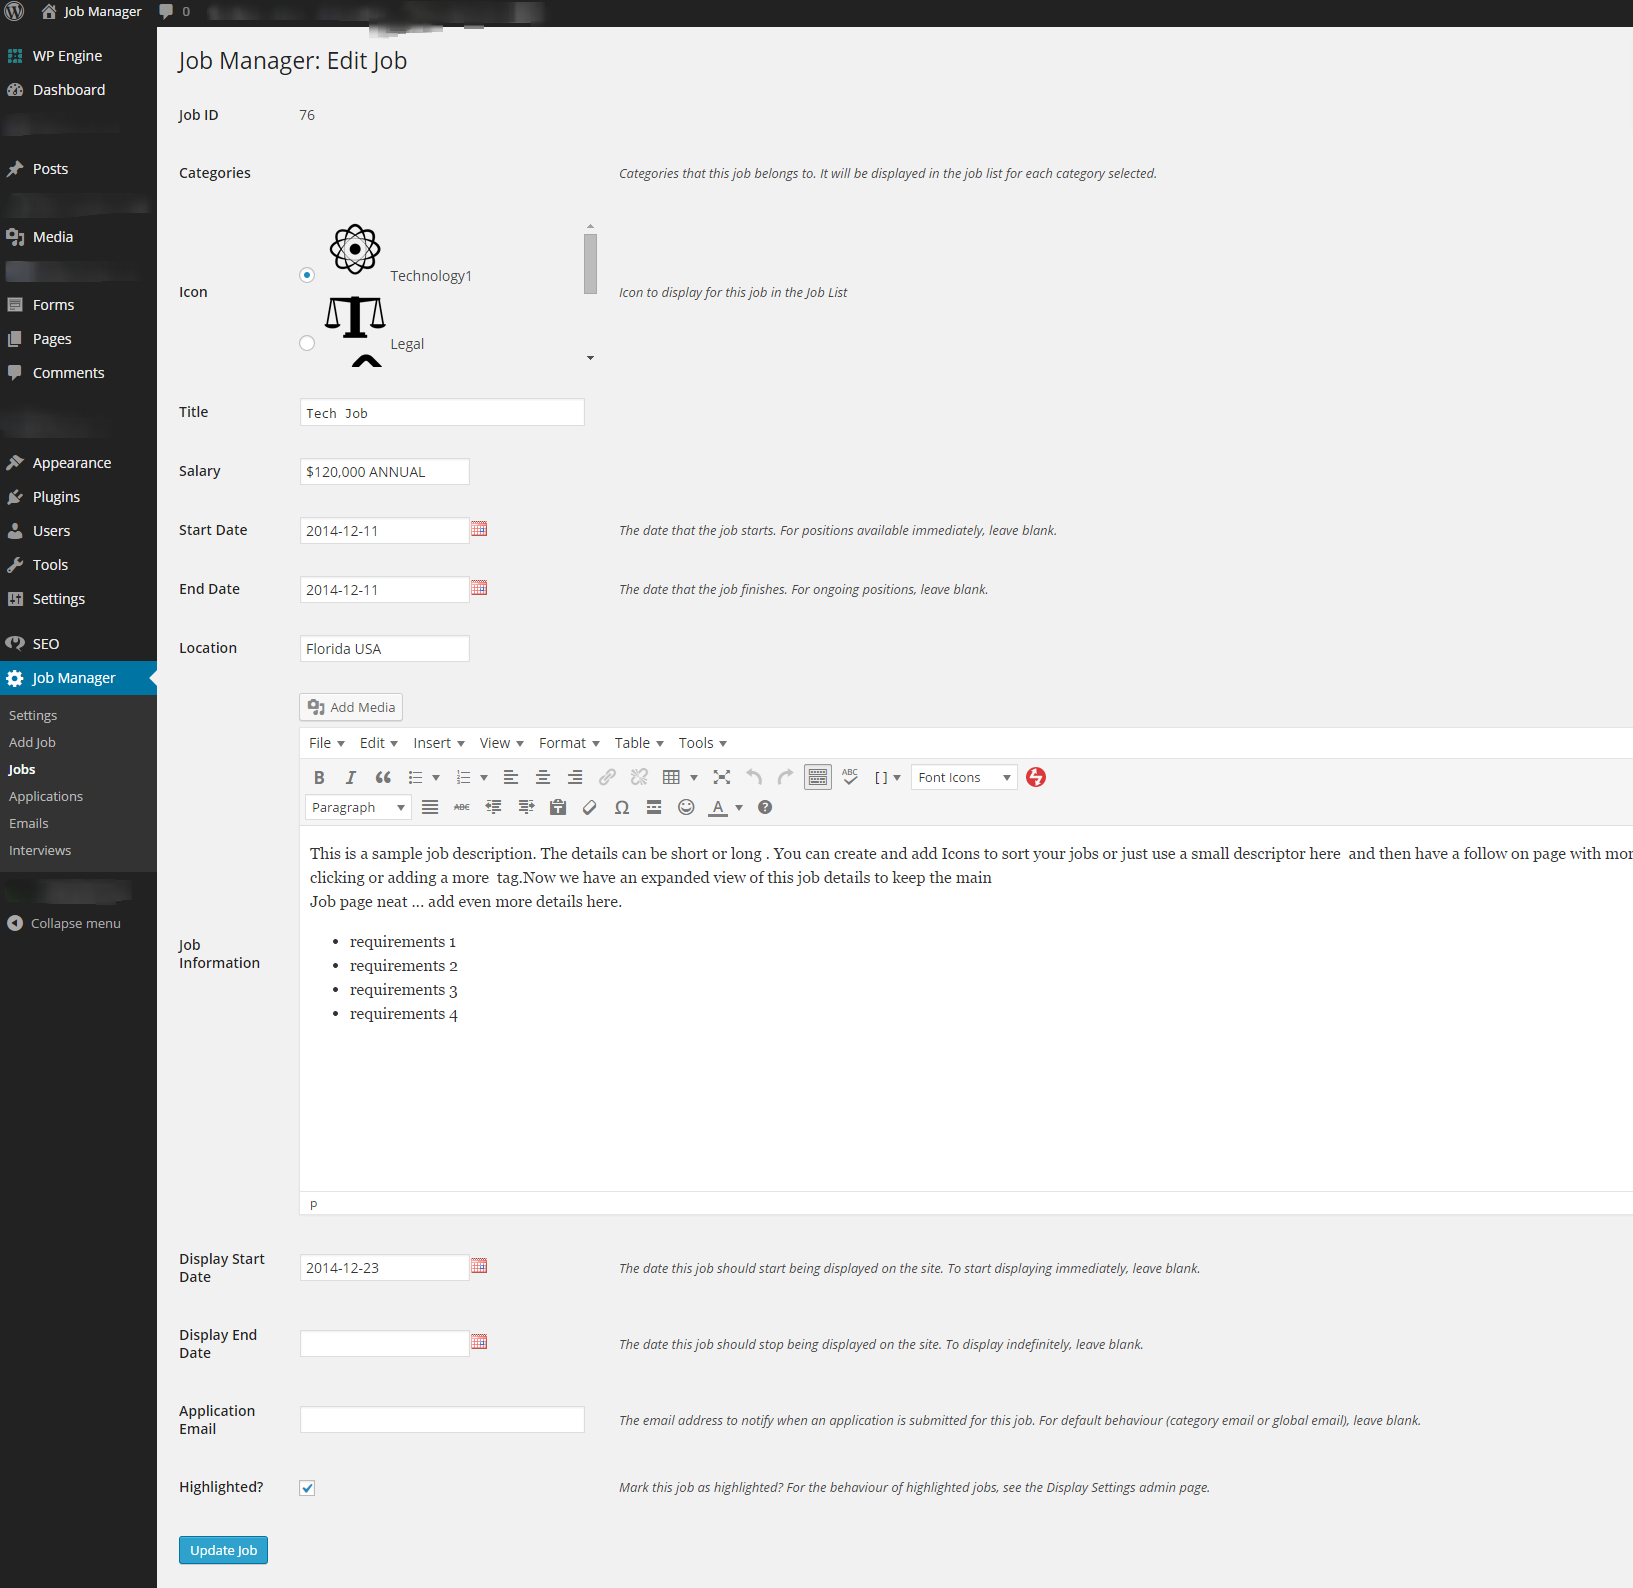 Job Manager 0
WP Engine
Dashboard
Posts
Media
Forms
Pages
Comments
Appearance
Plugins
Users
Tools
Settings
SEO
Job Manager
Settings
Add Job
Jobs
Applications
Emails
Interviews
Collapse menu
Job Manager: Edit Job
Job ID 76
Categories Categories that this job belongs to. It will be displayed in the job list for each category selected.
Icon Icon to display for this job in the Job List
Technology1
Legal
Title Tech Job
Salary $120,000 ANNUAL
Start Date 2014-12-11 The date that the job starts. For positions available immediately, leave blank.
End Date 2014-12-11 The date that the job finishes. For ongoing positions, leave blank.
Location Florida USA
Add Media
File Edit Insert View Format Table Tools
B I ABC [ ] Font Icons
Paragraph ABC Ω A
Job
Information
This is a sample job description. The details can be short or long . You can create and add Icons to sort your jobs or just use a small descriptor here and then have a follow on page with
clicking or adding a more tag.Now we have an expanded view of this job details to keep the main
Job page neat ... add even more details here.
• requirements 1
• requirements 2
• requirements 3
• requirements 4
p
Display Start
Date
2014-12-23 The date this job should start being displayed on the site. To start displaying immediately, leave blank.
Display End
Date
The date this job should stop being displayed on the site. To display indefinitely, leave blank.
Application
Email
The email address to notify when an application is submitted for this job. For default behaviour (category email or global email), leave blank.
Highlighted? Mark this job as highlighted? For the behaviour of highlighted jobs, see the Display Settings admin page.
Update Job